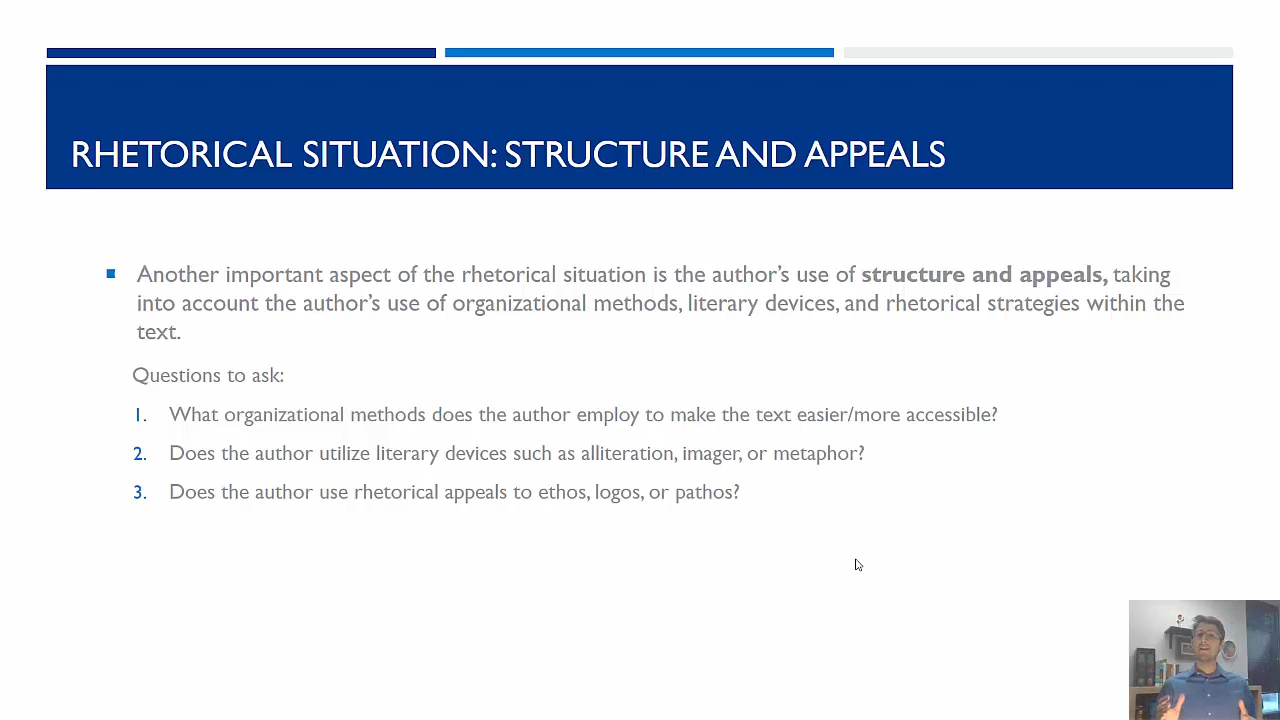 RHETORICAL SITUATION: STRUCTURE AND APPEALS
Another important aspect of the rhetorical situation is the author's use of structure and appeals, taking
into account the author's use of organizational methods, literary devices, and rhetorical strategies within the
text.
Questions to ask:
1. What organizational methods does the author employ to make the text easier/more accessible?
2. Does the author utilize literary devices such as alliteration, imager, or metaphor?
3. Does the author use rhetorical appeals to ethos, logos, or pathos?